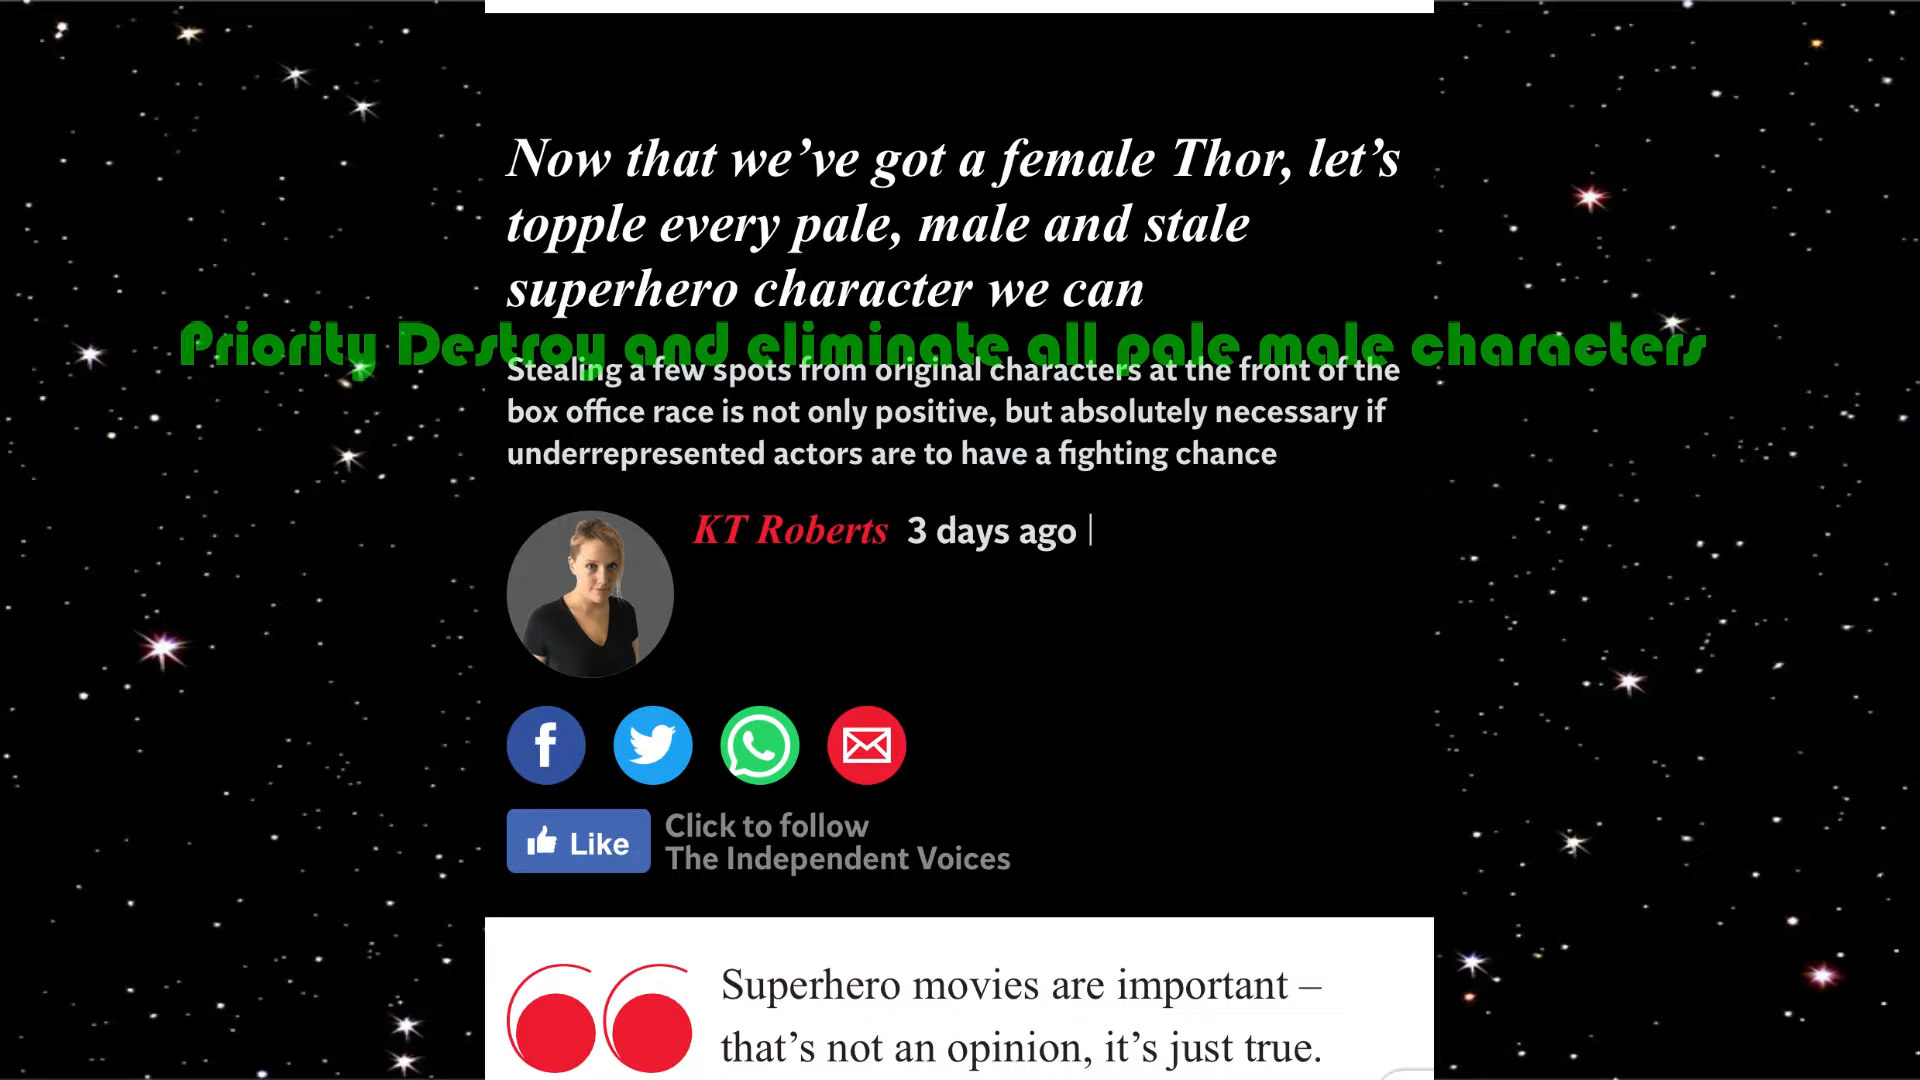 Now that we’ve got a female Thor, let’s
topple every pale, male and stale
superhero character we can
Priority Destroy and eliminate all pale male characters
Stealing a few spots from original characters at the front of the
box office race is not only positive, but absolutely necessary if
underrepresented actors are to have a fighting chance
KT Roberts 3 days ago |
f
Like
Click to follow
The Independent Voices
Superhero movies are important –
that’s not an opinion, it’s just true.